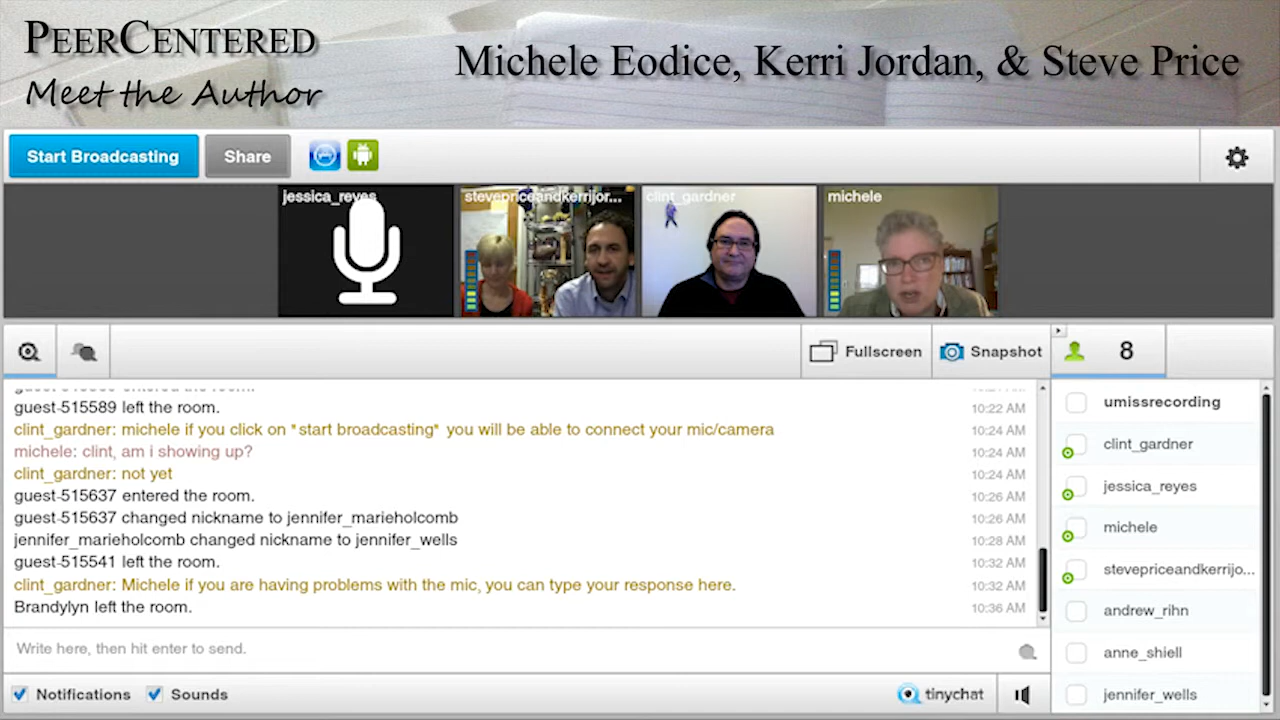 PEERCENTERED
Meet the Author
Michele Eodice, Kerri Jordan, & Steve Price
Start Broadcasting
Share
jessica_reyes
stevepriceandkerrijor...
clint_gardner
michele
Fullscreen
Snapshot
8
guest-515589 left the room. 10:22 AM
clint_gardner: michele if you click on "start broadcasting" you will be able to connect your mic/camera 10:24 AM
michele: clint, am i showing up? 10:24 AM
clint_gardner: not yet 10:24 AM
guest-515637 entered the room. 10:26 AM
guest-515637 changed nickname to jennifer_marieholcomb 10:26 AM
jennifer_marieholcomb changed nickname to jennifer_wells 10:28 AM
guest-515541 left the room. 10:32 AM
clint_gardner: Michele if you are having problems with the mic, you can type your response here. 10:32 AM
Brandylyn left the room. 10:36 AM
umissrecording
clint_gardner
jessica_reyes
michele
stevepriceandkerrijo...
andrew_rihn
anne_shiell
jennifer_wells
Write here, then hit enter to send.
Notifications
Sounds
tinychat